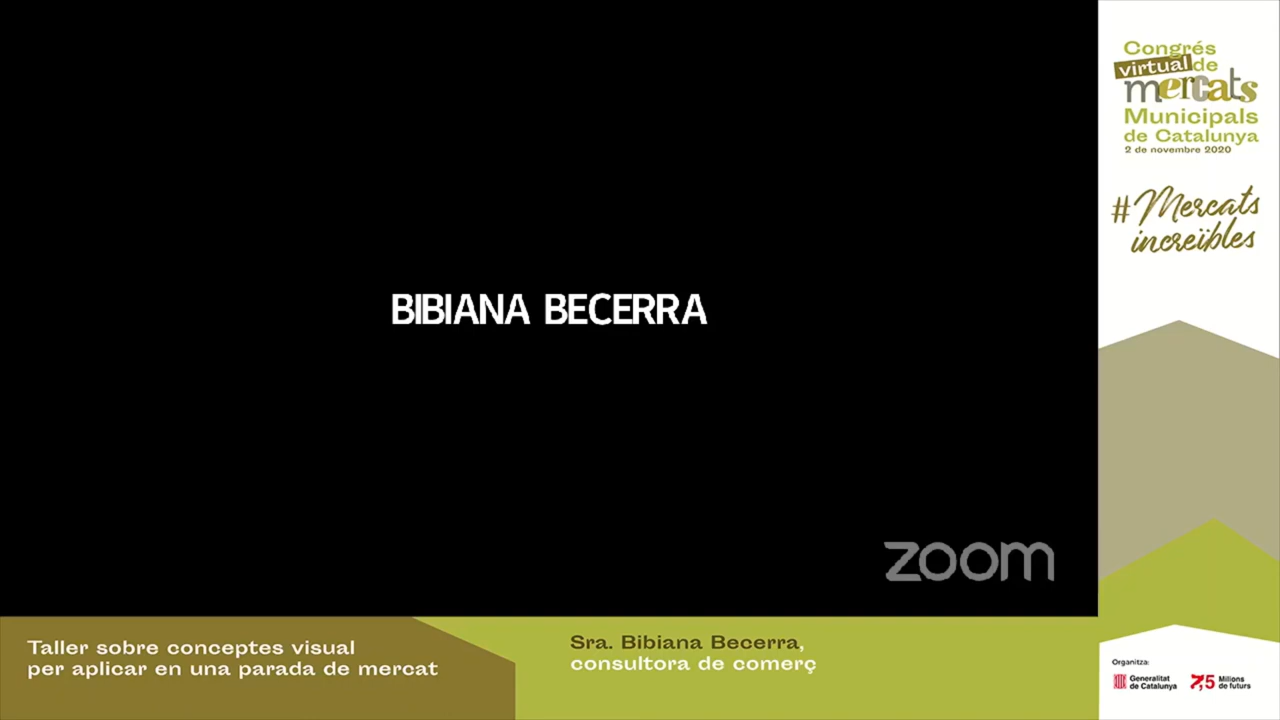 BIBIANA BECERRA
zoom
Congrés
virtual de
mercats
Municipals
de Catalunya
2 de novembre 2020
#Mercats
increïbles
Taller sobre conceptes visual
per aplicar en una parada de mercat
Sra. Bibiana Becerra,
consultora de comerç
Organitza:
Generalitat
de Catalunya
7,5 Milions
de futurs